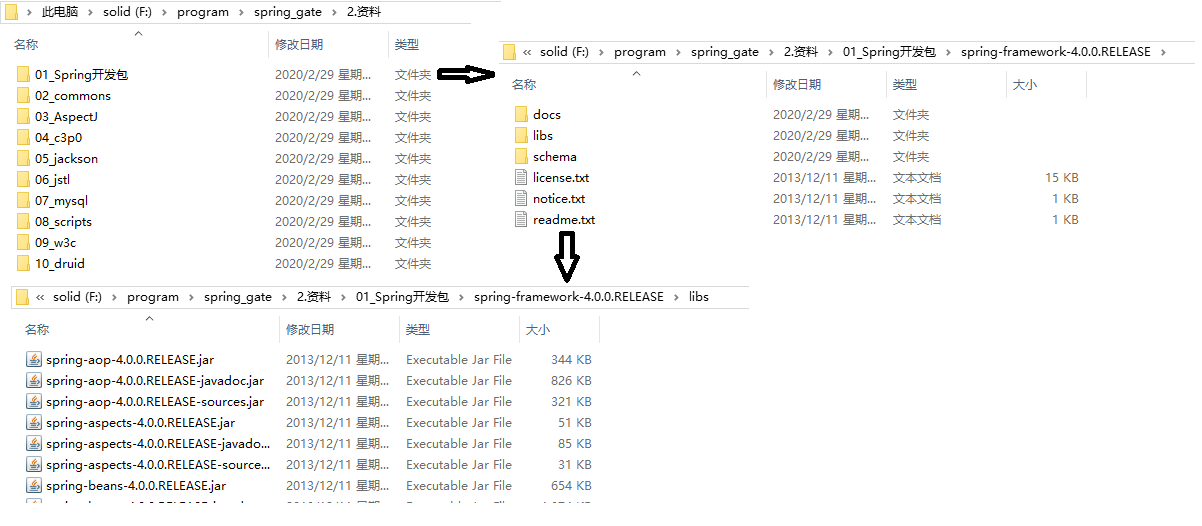 此电脑 › solid (F:) › program › spring_gate › 2.资料
名称 修改日期 类型
01_Spring开发包 2020/2/29 星期... 文件夹
02_commons 2020/2/29 星期... 文件夹
03_AspectJ 2020/2/29 星期... 文件夹
04_c3p0 2020/2/29 星期... 文件夹
05_jackson 2020/2/29 星期... 文件夹
06_jstl 2020/2/29 星期... 文件夹
07_mysql 2020/2/29 星期... 文件夹
08_scripts 2020/2/29 星期... 文件夹
09_w3c 2020/2/29 星期... 文件夹
10_druid 2020/2/29 星期... 文件夹
« solid (F:) › program › spring_gate › 2.资料 › 01_Spring开发包 › spring-framework-4.0.0.RELEASE ›
名称 修改日期 类型 大小
docs 2020/2/29 星期... 文件夹
libs 2020/2/29 星期... 文件夹
schema 2020/2/29 星期... 文件夹
license.txt 2013/12/11 星期... 文本文档 15 KB
notice.txt 2013/12/11 星期... 文本文档 1 KB
readme.txt 2013/12/11 星期... 文本文档 1 KB
« solid (F:) › program › spring_gate › 2.资料 › 01_Spring开发包 › spring-framework-4.0.0.RELEASE › libs
名称 修改日期 类型 大小
spring-aop-4.0.0.RELEASE.jar 2013/12/11 星期... Executable Jar File 344 KB
spring-aop-4.0.0.RELEASE-javadoc.jar 2013/12/11 星期... Executable Jar File 826 KB
spring-aop-4.0.0.RELEASE-sources.jar 2013/12/11 星期... Executable Jar File 321 KB
spring-aspects-4.0.0.RELEASE.jar 2013/12/11 星期... Executable Jar File 51 KB
spring-aspects-4.0.0.RELEASE-javado... 2013/12/11 星期... Executable Jar File 85 KB
spring-aspects-4.0.0.RELEASE-source... 2013/12/11 星期... Executable Jar File 31 KB
spring-beans-4.0.0.RELEASE.jar 2013/12/11 星期... Executable Jar File 654 KB